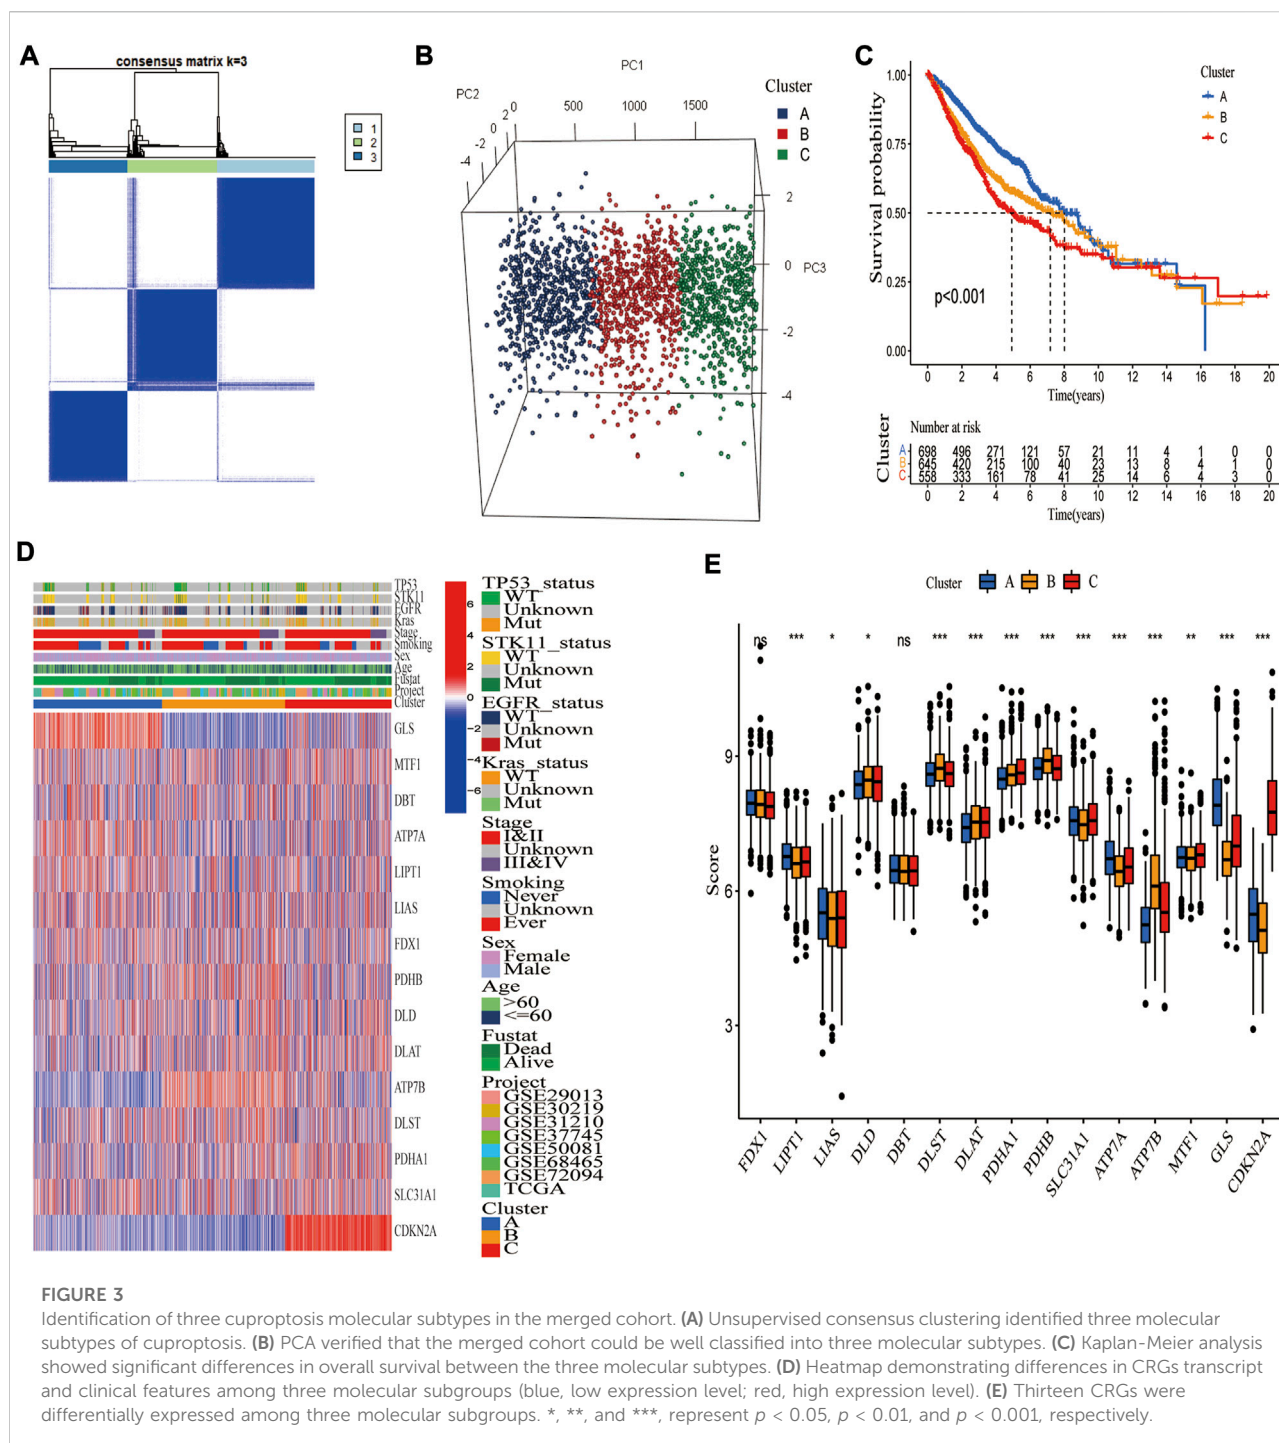 A
consensus matrix k=3
1
2
3
B
PC1
PC2
0 500 1000 1500
0
-2
-4
2
2
0
PC3
-2
-4
Cluster
A
B
C
C
Survival probability
1.00
0.75
0.50
0.25
0.00
p<0.001
Cluster
A
B
C
0 2 4 6 8 10 12 14 16 18 20
Time(years)
Number at risk
Cluster
A 698 496 271 121 57 21 11 4 1 0 0
B 645 420 215 100 40 23 13 8 4 1 0
C 558 333 161 78 41 25 14 6 4 3 0
0 2 4 6 8 10 12 14 16 18 20
Time(years)
D
TP53
STK11
EGFR
Kras
Stage
Smoking
Sex
Age
Fustat
Project
Cluster
GLS
MTF1
DBT
ATP7A
LIPT1
LIAS
FDX1
PDHB
DLD
DLAT
ATP7B
DLST
PDHA1
SLC31A1
CDKN2A
6
4
2
0
-2
-4
-6
TP53_status
WT
Unknown
Mut
STK11_status
WT
Unknown
Mut
EGFR_status
WT
Unknown
Mut
Kras_status
WT
Unknown
Mut
Stage
I&II
Unknown
III&IV
Smoking
Never
Unknown
Ever
Sex
Female
Male
Age
>60
<=60
Fustat
Dead
Alive
Project
GSE29013
GSE30219
GSE31210
GSE37745
GSE50081
GSE68465
GSE72094
TCGA
Cluster
A
B
C
E
Cluster A B C
ns *** * * ns *** *** *** *** *** *** *** ** *** ***
Score
9
6
3
FDX1 LIPT1 LIAS DLD DBT DLST DLAT PDHA1 PDHB SLC31A1 ATP7A ATP7B MTF1 GLS CDKN2A
FIGURE 3
Identification of three cuproptosis molecular subtypes in the merged cohort. (A) Unsupervised consensus clustering identified three molecular
subtypes of cuproptosis. (B) PCA verified that the merged cohort could be well classified into three molecular subtypes. (C) Kaplan-Meier analysis
showed significant differences in overall survival between the three molecular subtypes. (D) Heatmap demonstrating differences in CRGs transcript
and clinical features among three molecular subgroups (blue, low expression level; red, high expression level). (E) Thirteen CRGs were
differentially expressed among three molecular subgroups. *, **, and ***, represent p < 0.05, p < 0.01, and p < 0.001, respectively.